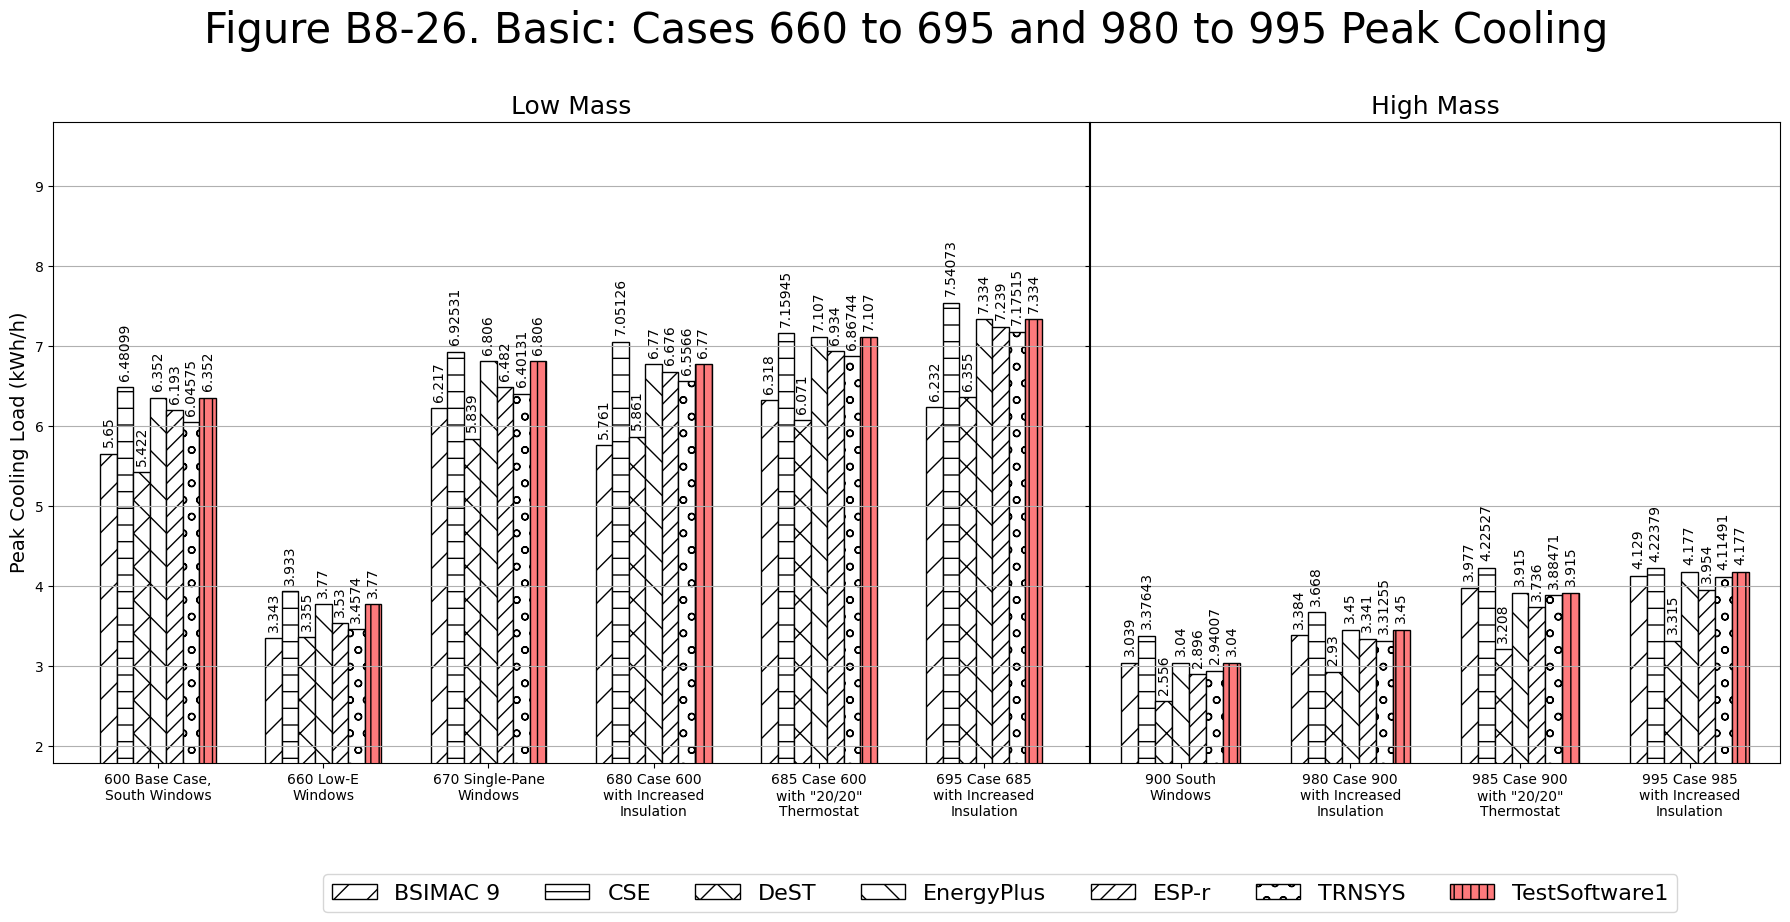 Figure B8-26. Basic: Cases 660 to 695 and 980 to 995 Peak Cooling
Low Mass
High Mass
Peak Cooling Load (kWh/h)
9
8
7
6
5
4
3
2
5.65
6.48099
5.422
6.352
6.193
6.04575
6.352
3.343
3.933
3.355
3.77
3.53
3.4574
3.77
6.217
6.92531
5.839
6.806
6.482
6.40131
6.806
5.761
7.05126
5.861
6.77
6.676
6.5566
6.77
6.318
7.15945
6.071
7.107
6.934
6.86744
7.107
6.232
7.54073
6.355
7.334
7.239
7.17515
7.334
3.039
3.37643
2.556
3.04
2.896
2.94007
3.04
3.384
3.668
2.93
3.45
3.341
3.31255
3.45
3.977
4.22527
3.208
3.915
3.736
3.88471
3.915
4.129
4.22379
3.315
4.177
3.954
4.11491
4.177
600 Base Case,
South Windows
660 Low-E
Windows
670 Single-Pane
Windows
680 Case 600
with Increased
Insulation
685 Case 600
with "20/20"
Thermostat
695 Case 685
with Increased
Insulation
900 South
Windows
980 Case 900
with Increased
Insulation
985 Case 900
with "20/20"
Thermostat
995 Case 985
with Increased
Insulation
BSIMAC 9
CSE
DeST
EnergyPlus
ESP-r
TRNSYS
TestSoftware1